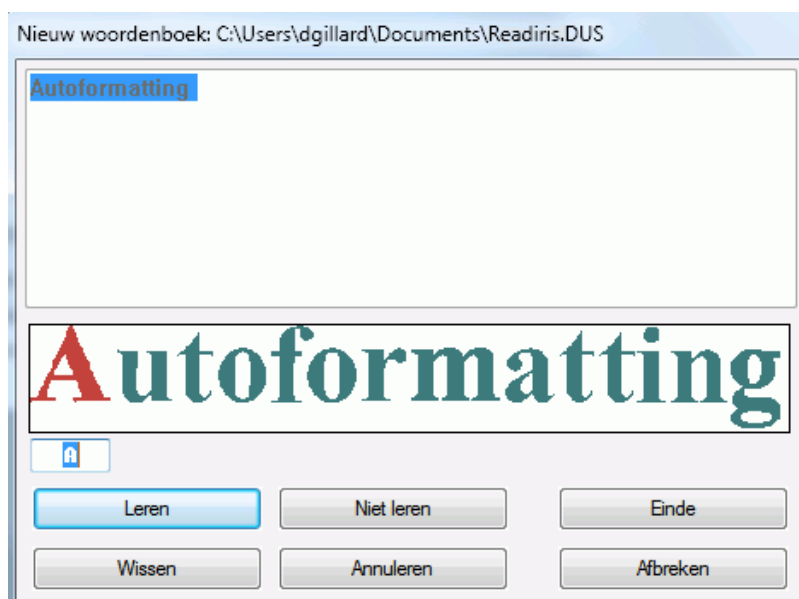 Nieuw woordenboek: C:\Users\dgillard\Documents\Readiris.DUS
Autoformatting
Autoformatting
A
Leren Niet leren Einde
Wissen Annuleren Afbreken